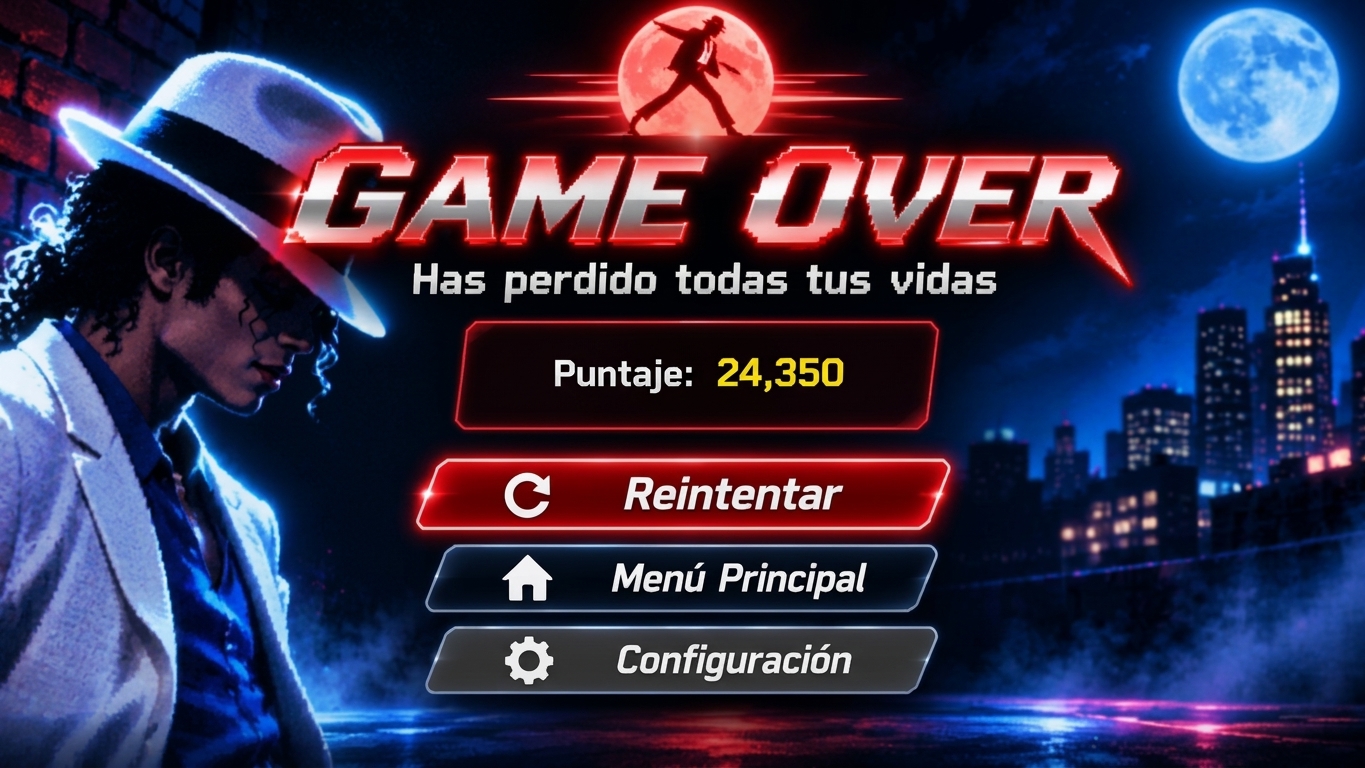 GAME OVER
Has perdido todas tus vidas
Puntaje: 24,350
Reintentar
Menú Principal
Configuración